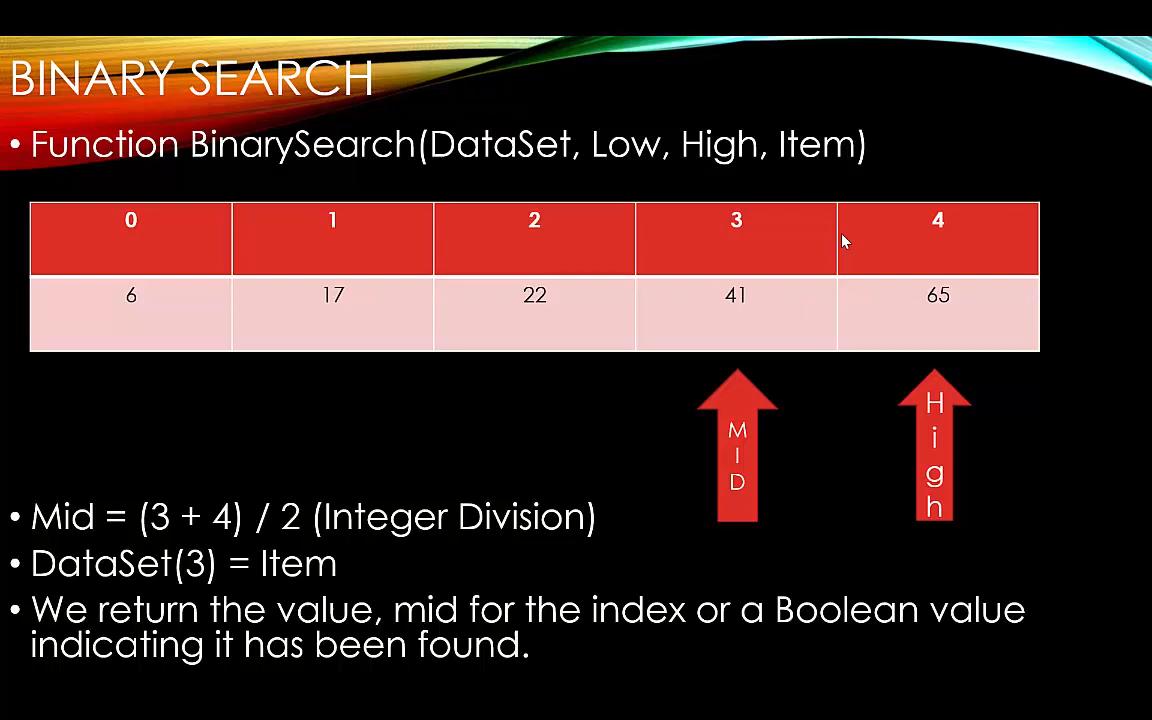 BINARY SEARCH
• Function BinarySearch(DataSet, Low, High, Item)
0 1 2 3 4
6 17 22 41 65
MID
High
• Mid = (3 + 4) / 2 (Integer Division)
• DataSet(3) = Item
• We return the value, mid for the index or a Boolean value
indicating it has been found.